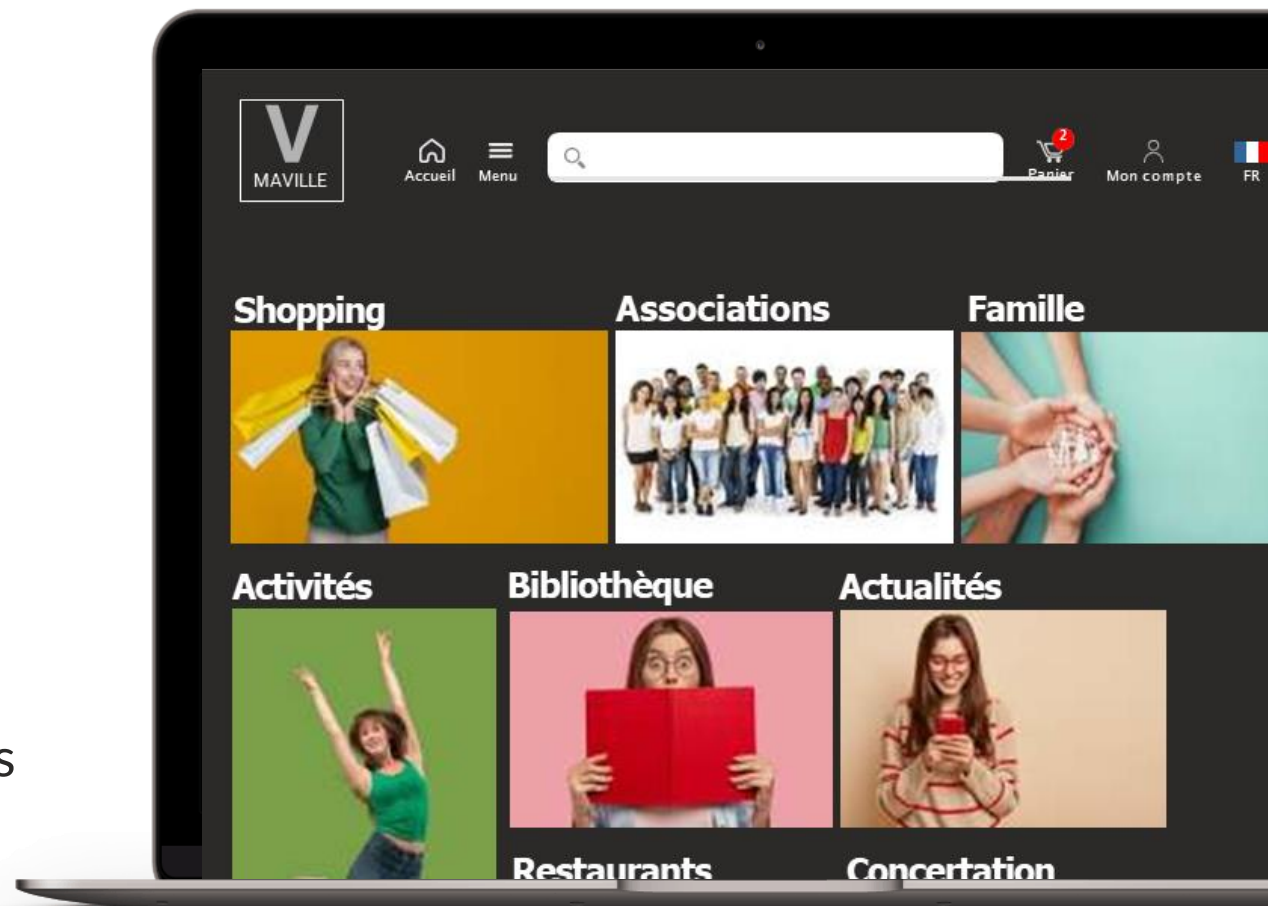 V
MAVILLE
Accueil
Menu
2
Panier
Mon compte
FR
Shopping
Associations
Famille
Activités
Bibliothèque
Actualités
s
Restaurants
Concertation